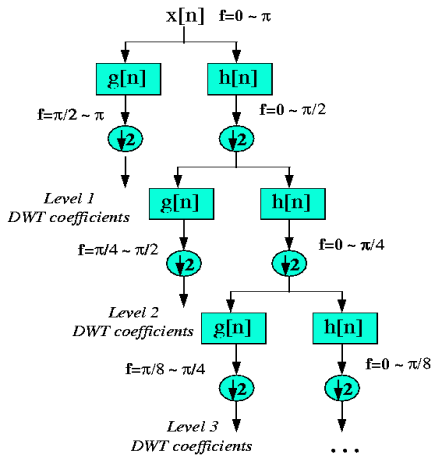 x[n] f=0 ~ π
g[n] h[n]
f=π/2 ~ π f=0 ~ π/2
↓2 ↓2
Level 1
DWT coefficients
g[n] h[n]
f=π/4 ~ π/2 f=0 ~ π/4
↓2 ↓2
Level 2
DWT coefficients
g[n] h[n]
f=π/8 ~ π/4 f=0 ~ π/8
↓2 ↓2
Level 3
DWT coefficients
...